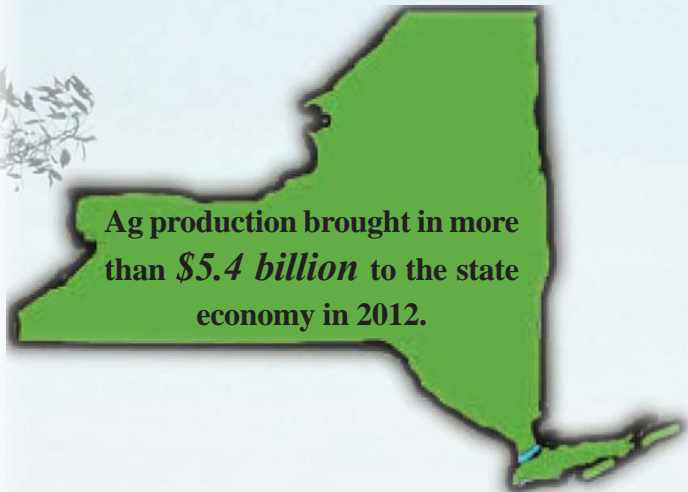 Ag production brought in more
than $5.4 billion to the state
economy in 2012.